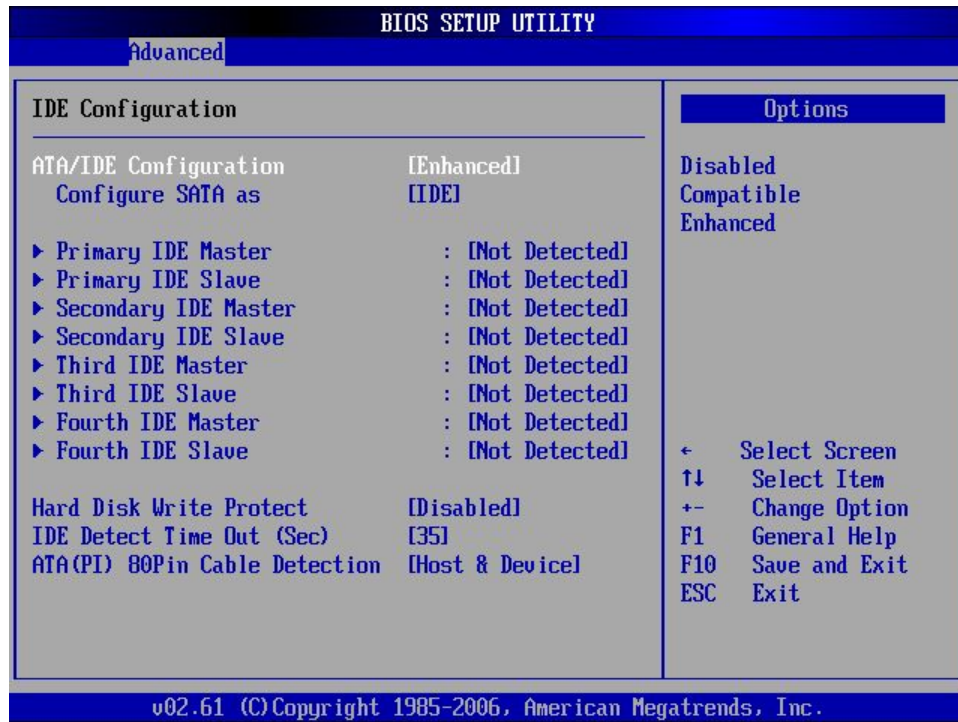 BIOS SETUP UTILITY
Advanced
IDE Configuration
ATA/IDE Configuration [Enhanced]
Configure SATA as [IDE]
Primary IDE Master : [Not Detected]
Primary IDE Slave : [Not Detected]
Secondary IDE Master : [Not Detected]
Secondary IDE Slave : [Not Detected]
Third IDE Master : [Not Detected]
Third IDE Slave : [Not Detected]
Fourth IDE Master : [Not Detected]
Fourth IDE Slave : [Not Detected]
Hard Disk Write Protect [Disabled]
IDE Detect Time Out (Sec) [35]
ATA(PI) 80Pin Cable Detection [Host & Device]
Options
Disabled
Compatible
Enhanced
← Select Screen
↑↓ Select Item
+- Change Option
F1 General Help
F10 Save and Exit
ESC Exit
v02.61 (C)Copyright 1985-2006, American Megatrends, Inc.